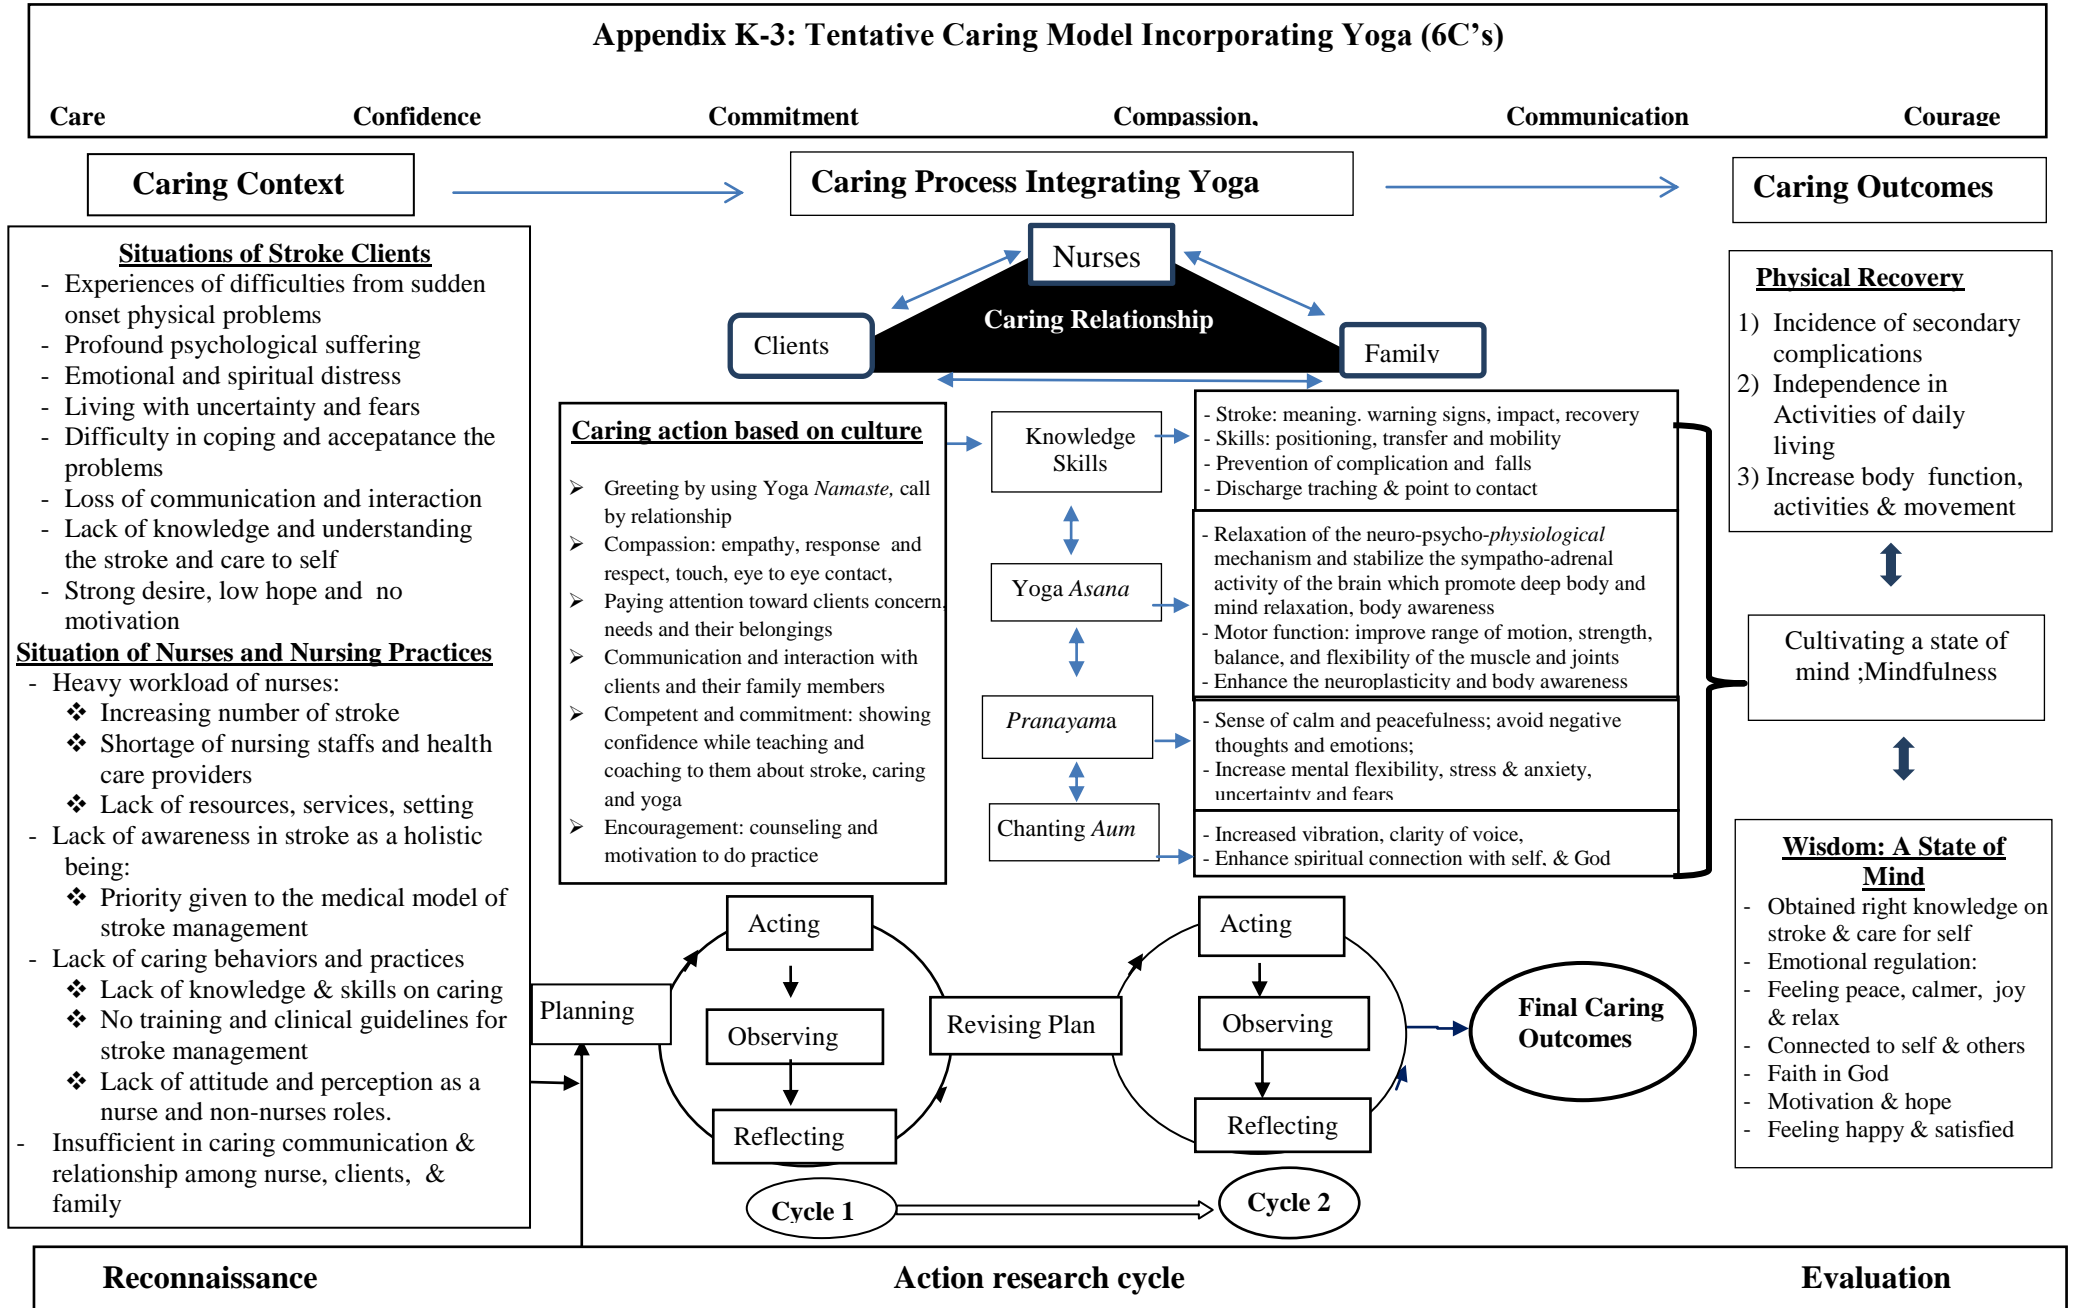 Appendix K-3: Tentative Caring Model Incorporating Yoga (6C's)
Care Confidence Commitment Compassion, Communication Courage
Caring Context
Caring Process Integrating Yoga
Caring Outcomes
Situations of Stroke Clients
- Experiences of difficulties from sudden
onset physical problems
- Profound psychological suffering
- Emotional and spiritual distress
- Living with uncertainty and fears
- Difficulty in coping and accepatance the
problems
- Loss of communication and interaction
- Lack of knowledge and understanding
the stroke and care to self
- Strong desire, low hope and no
motivation
Situation of Nurses and Nursing Practices
- Heavy workload of nurses:
❖ Increasing number of stroke
❖ Shortage of nursing staffs and health
care providers
❖ Lack of resources, services, setting
- Lack of awareness in stroke as a holistic
being:
❖ Priority given to the medical model of
stroke management
- Lack of caring behaviors and practices
❖ Lack of knowledge & skills on caring
❖ No training and clinical guidelines for
stroke management
❖ Lack of attitude and perception as a
nurse and non-nurses roles.
- Insufficient in caring communication &
relationship among nurse, clients, &
family
Nurses
Caring Relationship
Clients
Family
Caring action based on culture
➢ Greeting by using Yoga Namaste, call
by relationship
➢ Compassion: empathy, response and
respect, touch, eye to eye contact,
➢ Paying attention toward clients concern,
needs and their belongings
➢ Communication and interaction with
clients and their family members
➢ Competent and commitment: showing
confidence while teaching and
coaching to them about stroke, caring
and yoga
➢ Encouragement: counseling and
motivation to do practice
Knowledge
Skills
Yoga Asana
Pranayama
Chanting Aum
- Stroke: meaning. warning signs, impact, recovery
- Skills: positioning, transfer and mobility
- Prevention of complication and falls
- Discharge traching & point to contact
- Relaxation of the neuro-psycho-physiological
mechanism and stabilize the sympatho-adrenal
activity of the brain which promote deep body and
mind relaxation, body awareness
- Motor function: improve range of motion, strength,
balance, and flexibility of the muscle and joints
- Enhance the neuroplasticity and body awareness
- Sense of calm and peacefulness; avoid negative
thoughts and emotions;
- Increase mental flexibility, stress & anxiety,
uncertainty and fears
- Increased vibration, clarity of voice,
- Enhance spiritual connection with self, & God
Physical Recovery
1) Incidence of secondary
complications
2) Independence in
Activities of daily
living
3) Increase body function,
activities & movement
Cultivating a state of
mind ;Mindfulness
Wisdom: A State of
Mind
- Obtained right knowledge on
stroke & care for self
- Emotional regulation:
- Feeling peace, calmer, joy
& relax
- Connected to self & others
- Faith in God
- Motivation & hope
- Feeling happy & satisfied
Planning
Acting
Observing
Reflecting
Revising Plan
Acting
Observing
Reflecting
Final Caring
Outcomes
Cycle 1
Cycle 2
Reconnaissance Action research cycle Evaluation